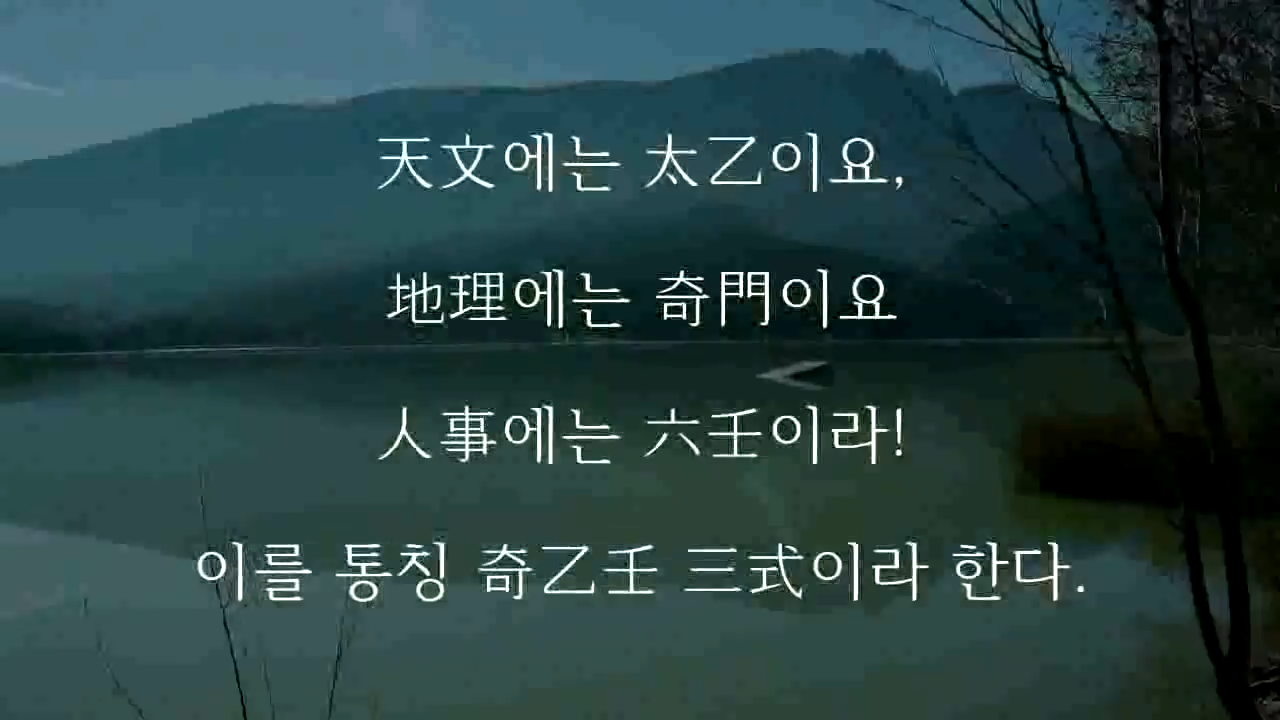 天文에는 太乙이요,
地理에는 奇門이요
人事에는 六壬이라!
이를 통칭 奇乙壬 三式이라 한다.